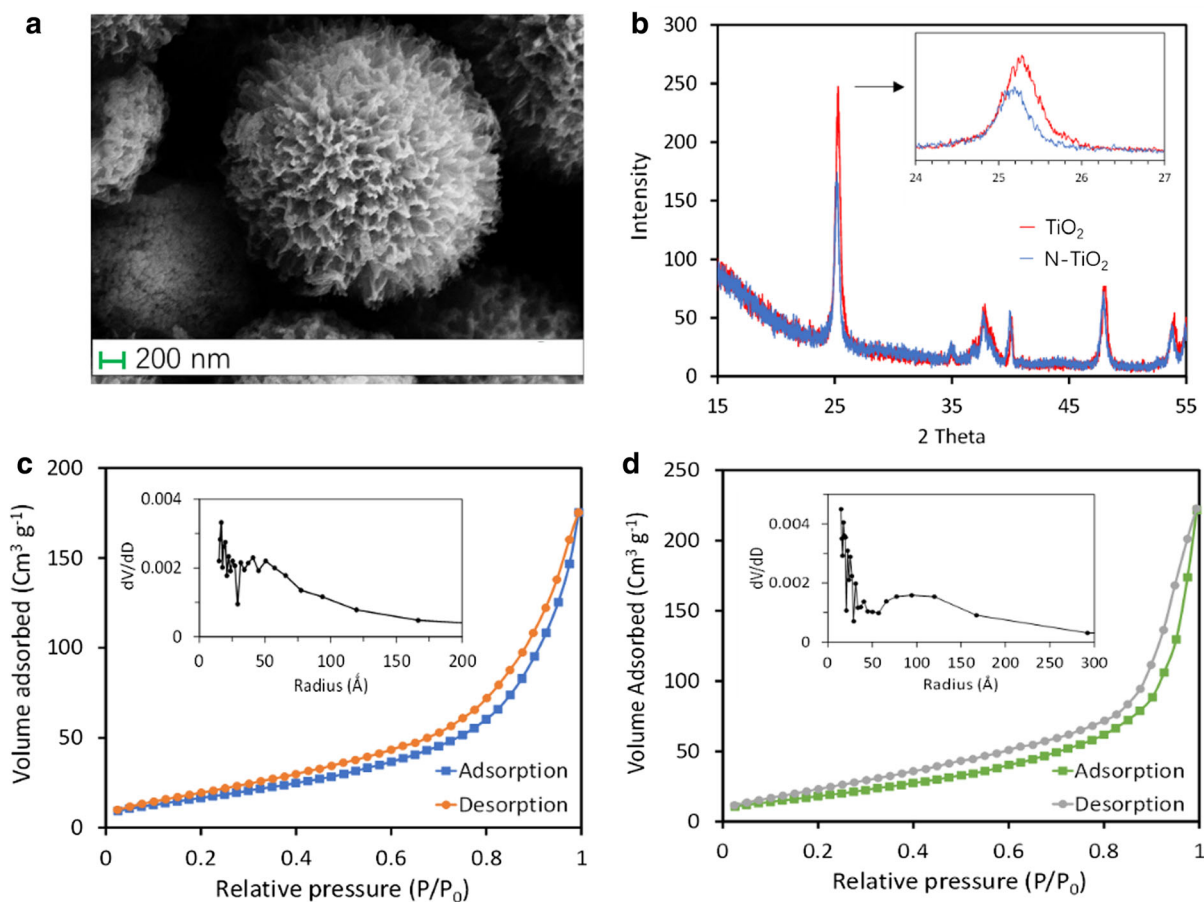 a
200 nm
b
300
250
200
150
100
50
0
Intensity
15
25
35
45
55
2 Theta
24
25
26
27
TiO₂
N-TiO₂
c
200
150
100
50
0
Volume adsorbed (Cm³ g⁻¹)
0
0.2
0.4
0.6
0.8
1
Relative pressure (P/P₀)
0.004
0.002
0
dV/dD
0
50
100
150
200
Radius (Å)
Adsorption
Desorption
d
250
200
150
100
50
0
Volume Adsorbed (Cm³ g⁻¹)
0
0.2
0.4
0.6
0.8
1
Relative pressure (P/P₀)
0.004
0.002
0
dV/dD
0
50
100
150
200
250
300
Radius (Å)
Adsorption
Desorption